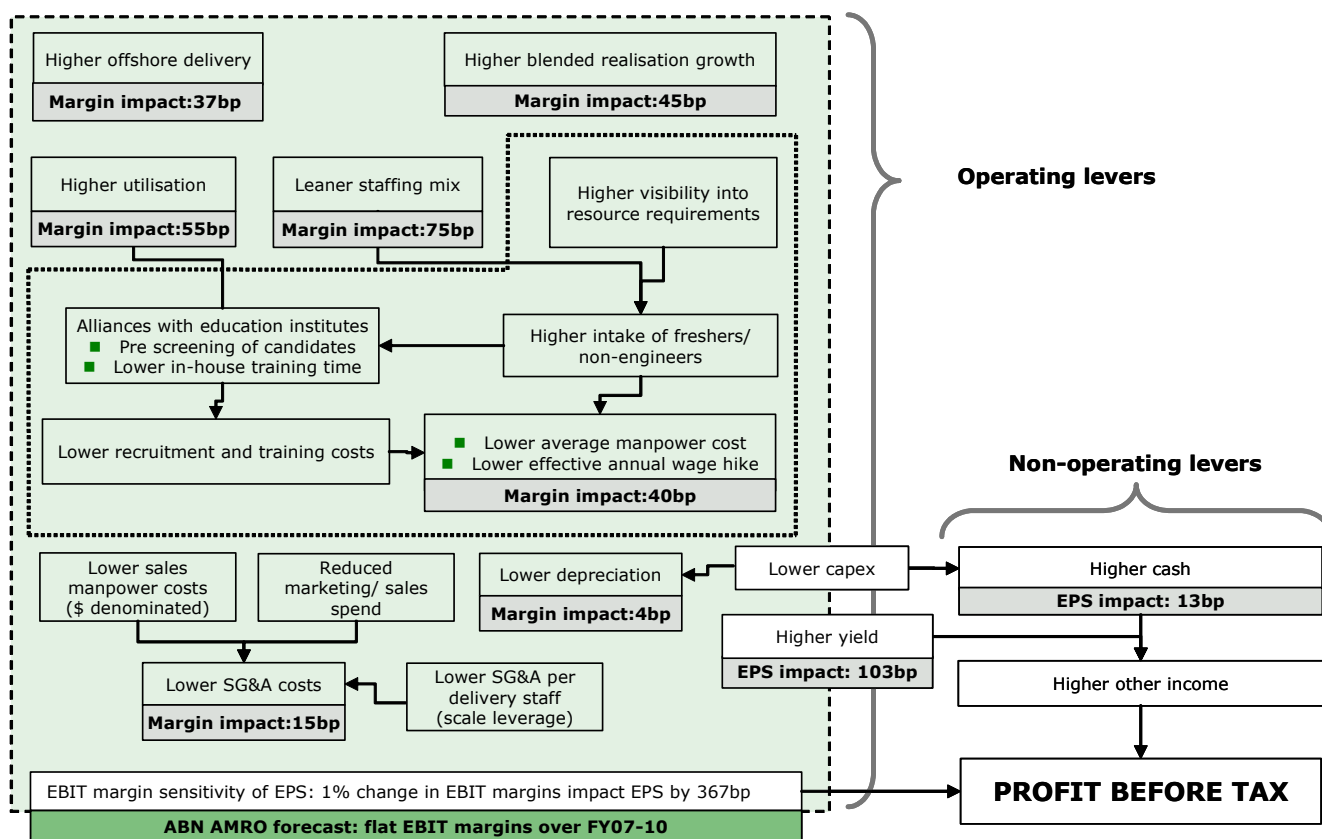 Higher offshore delivery
Margin impact:37bp
Higher blended realisation growth
Margin impact:45bp
Operating levers
Higher utilisation
Margin impact:55bp
Leaner staffing mix
Margin impact:75bp
Higher visibility into
resource requirements
Alliances with education institutes
Pre screening of candidates
Lower in-house training time
Higher intake of freshers/
non-engineers
Lower recruitment and training costs
Lower average manpower cost
Lower effective annual wage hike
Margin impact:40bp
Non-operating levers
Lower sales
manpower costs
($ denominated)
Reduced
marketing/ sales
spend
Lower depreciation
Margin impact:4bp
Lower capex
Higher cash
EPS impact: 13bp
Higher yield
EPS impact: 103bp
Lower SG&A costs
Margin impact:15bp
Lower SG&A per
delivery staff
(scale leverage)
Higher other income
EBIT margin sensitivity of EPS: 1% change in EBIT margins impact EPS by 367bp
ABN AMRO forecast: flat EBIT margins over FY07-10
PROFIT BEFORE TAX